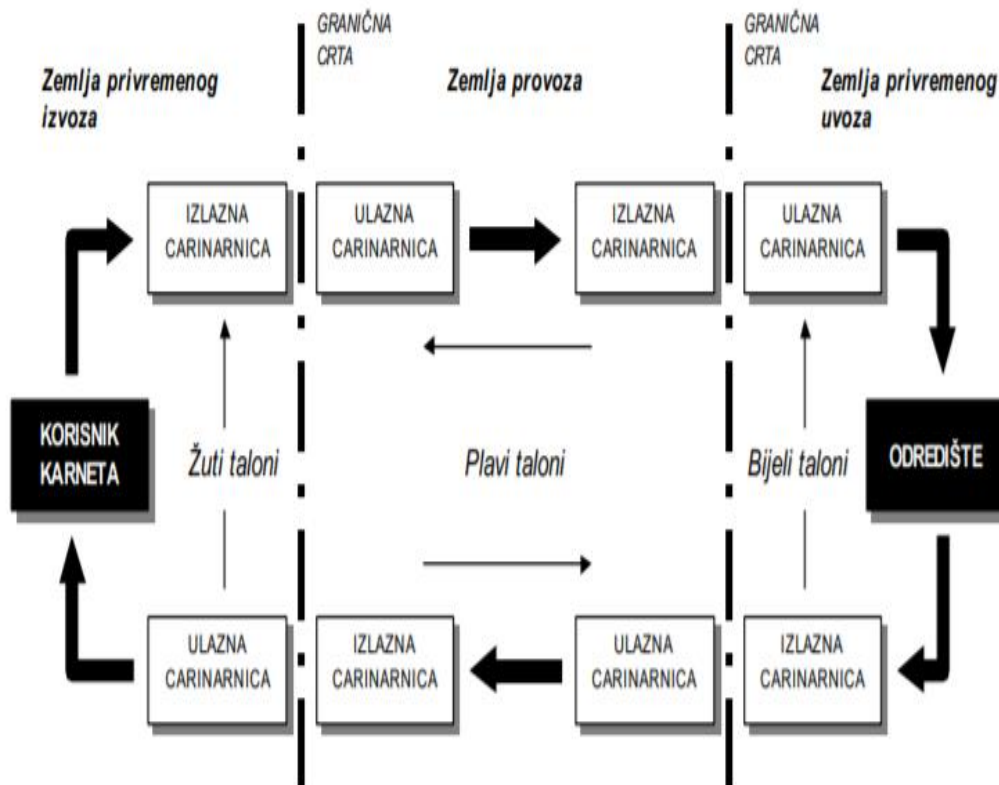 GRANIČNA
CRTA
GRANIČNA
CRTA
Zemlja privremenog
izvoza
Zemlja provoza
Zemlja privremenog
uvoza
IZLAZNA
CARINARNICA
ULAZNA
CARINARNICA
IZLAZNA
CARINARNICA
ULAZNA
CARINARNICA
KORISNIK
KARNETA
Žuti taloni
Plavi taloni
Bijeli taloni
ODREDIŠTE
ULAZNA
CARINARNICA
IZLAZNA
CARINARNICA
ULAZNA
CARINARNICA
IZLAZNA
CARINARNICA